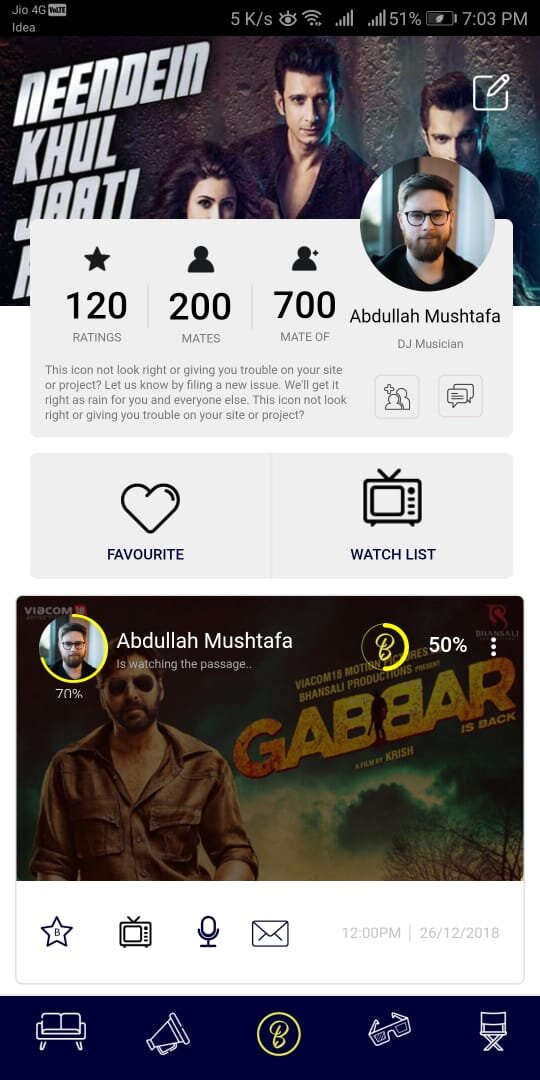 Jio 4G VoLTE
Idea
5 K/s
51%
7:03 PM
NEENDEIN
KHUL
JAATI
120
200
700
RATINGS
MATES
MATE OF
Abdullah Mushtafa
DJ Musician
This icon not look right or giving you trouble on your site
or project? Let us know by filing a new issue. We'll get it
right as rain for you and everyone else. This icon not look
right or giving you trouble on your site or project?
FAVOURITE
WATCH LIST
VIACOM 18
BHANSALI
Abdullah Mushtafa
Is watching the passage..
70%
B
50%
VIACOM18 MOTION PICTURES
BHANSALI PRODUCTIONS PRESENT
GABBAR
IS BACK
A FILM BY KRISH
B
12:00PM | 26/12/2018
B